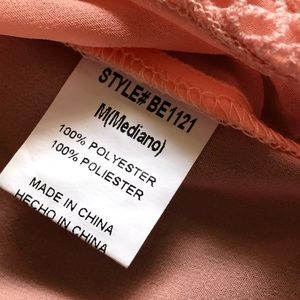 STYLE# BE1121
M(Mediano)
100% POLYESTER
100% POLIESTER
MADE IN CHINA
HECHO IN CHINA